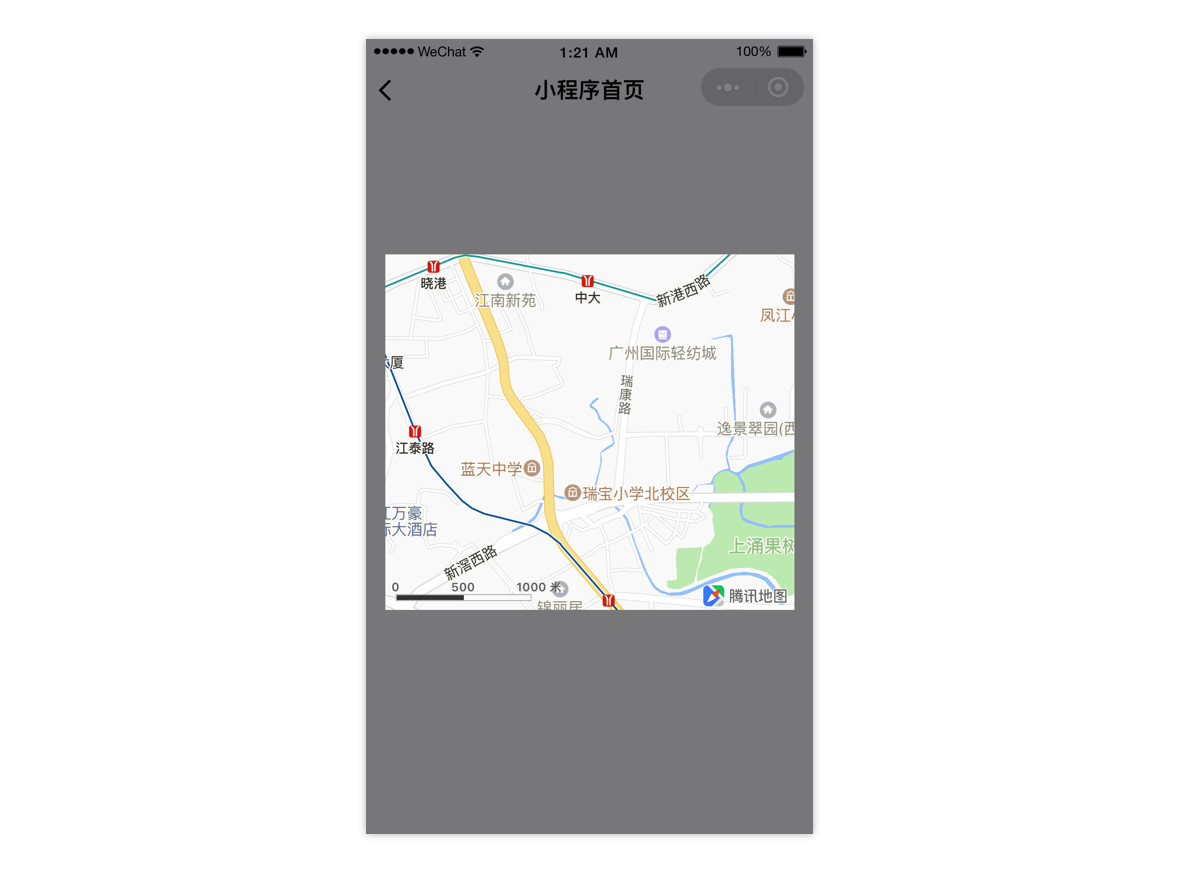 WeChat
1:21 AM
100%
小程序首页
晓港
江南新苑
中大
新港西路
凤江
广州国际轻纺城
厦
瑞康路
逸景翠园(西
江泰路
蓝天中学
瑞宝小学北校区
江万豪
际大酒店
上涌果树
新滘西路
0 500 1000 米
锦丽居
腾讯地图